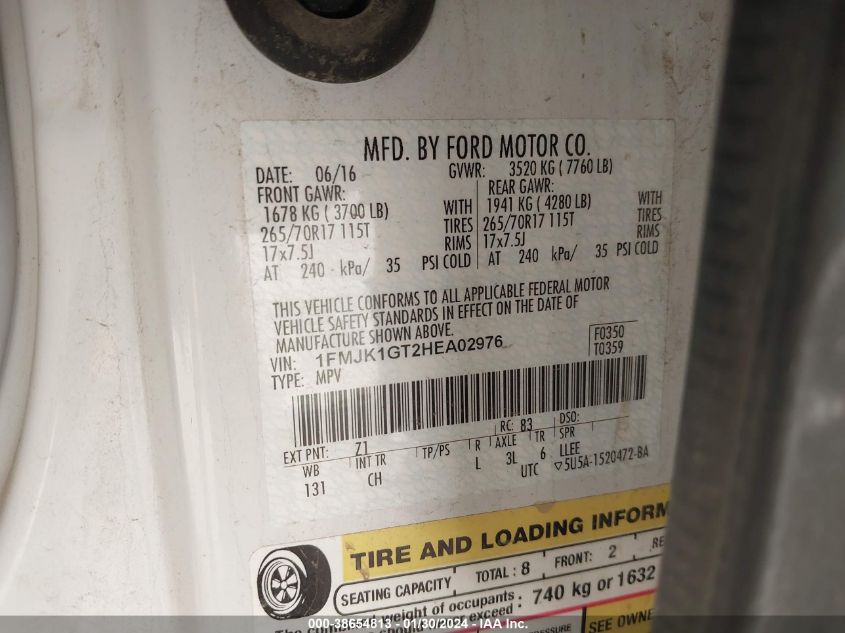 MFD. BY FORD MOTOR CO.
DATE: 06/16 GVWR: 3520 KG ( 7760 LB)
FRONT GAWR: REAR GAWR:
1678 KG ( 3700 LB) WITH 1941 KG ( 4280 LB) WITH
265/70R17 115T TIRES 265/70R17 115T TIRES
17x7.5J RIMS 17x7.5J RIMS
AT 240 - kPa/ 35 PSI COLD AT 240 - kPa/ 35 PSI COLD
THIS VEHICLE CONFORMS TO ALL APPLICABLE FEDERAL MOTOR
VEHICLE SAFETY STANDARDS IN EFFECT ON THE DATE OF
MANUFACTURE SHOWN ABOVE.
VIN: 1FMJK1GT2HEA02976 F0350
TYPE: MPV T0359
EXT PNT: Z1 RC: 83 DSO:
WB INT TR TP/PS R AXLE TR SPR
131 CH L 3L 6 LLEE
UTC ▽5U5A-1520472-BA
TIRE AND LOADING INFORM
SEATING CAPACITY TOTAL : 8 FRONT: 2 RE
weight of occupants : 740 kg or 1632
exceed :
SEE OWNE
000-38654813 - 01/30/2024 - IAA Inc.